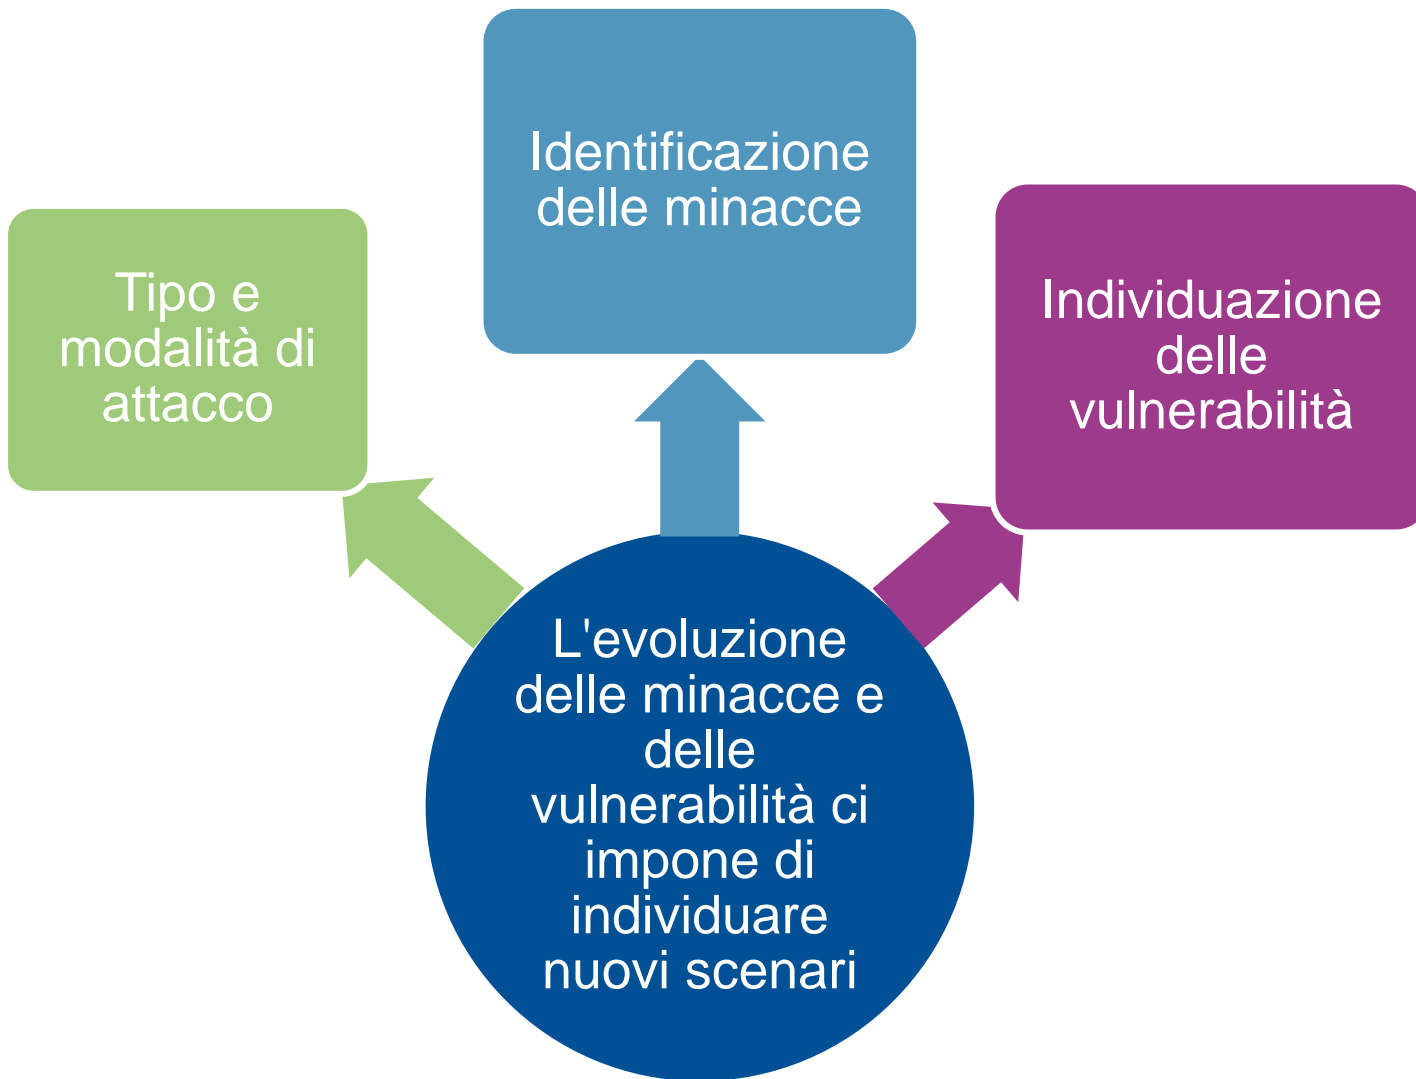 Identificazione
delle minacce
Tipo e
modalità di
attacco
Individuazione
delle
vulnerabilità
L'evoluzione
delle minacce e
delle
vulnerabilità ci
impone di
individuare
nuovi scenari